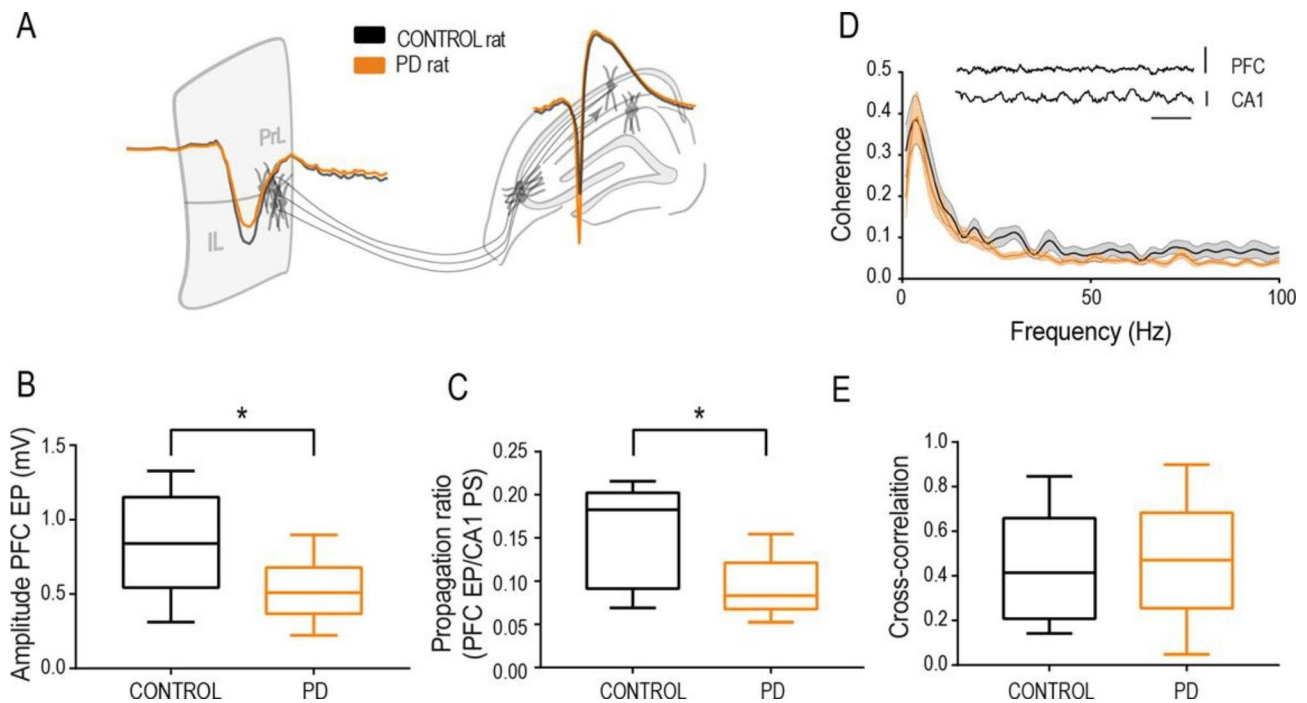 A
CONTROL rat
PD rat
PrL
IL
D
PFC
CA1
Coherence
0.5
0.4
0.3
0.2
0.1
0.0
0
50
100
Frequency (Hz)
B
*
Amplitude PFC EP (mV)
1.5
1.0
0.5
0.0
CONTROL
PD
C
*
Propagation ratio
(PFC EP/CA1 PS)
0.25
0.20
0.15
0.10
0.05
0.00
CONTROL
PD
E
Cross-correlaition
1.0
0.8
0.6
0.4
0.2
0.0
CONTROL
PD